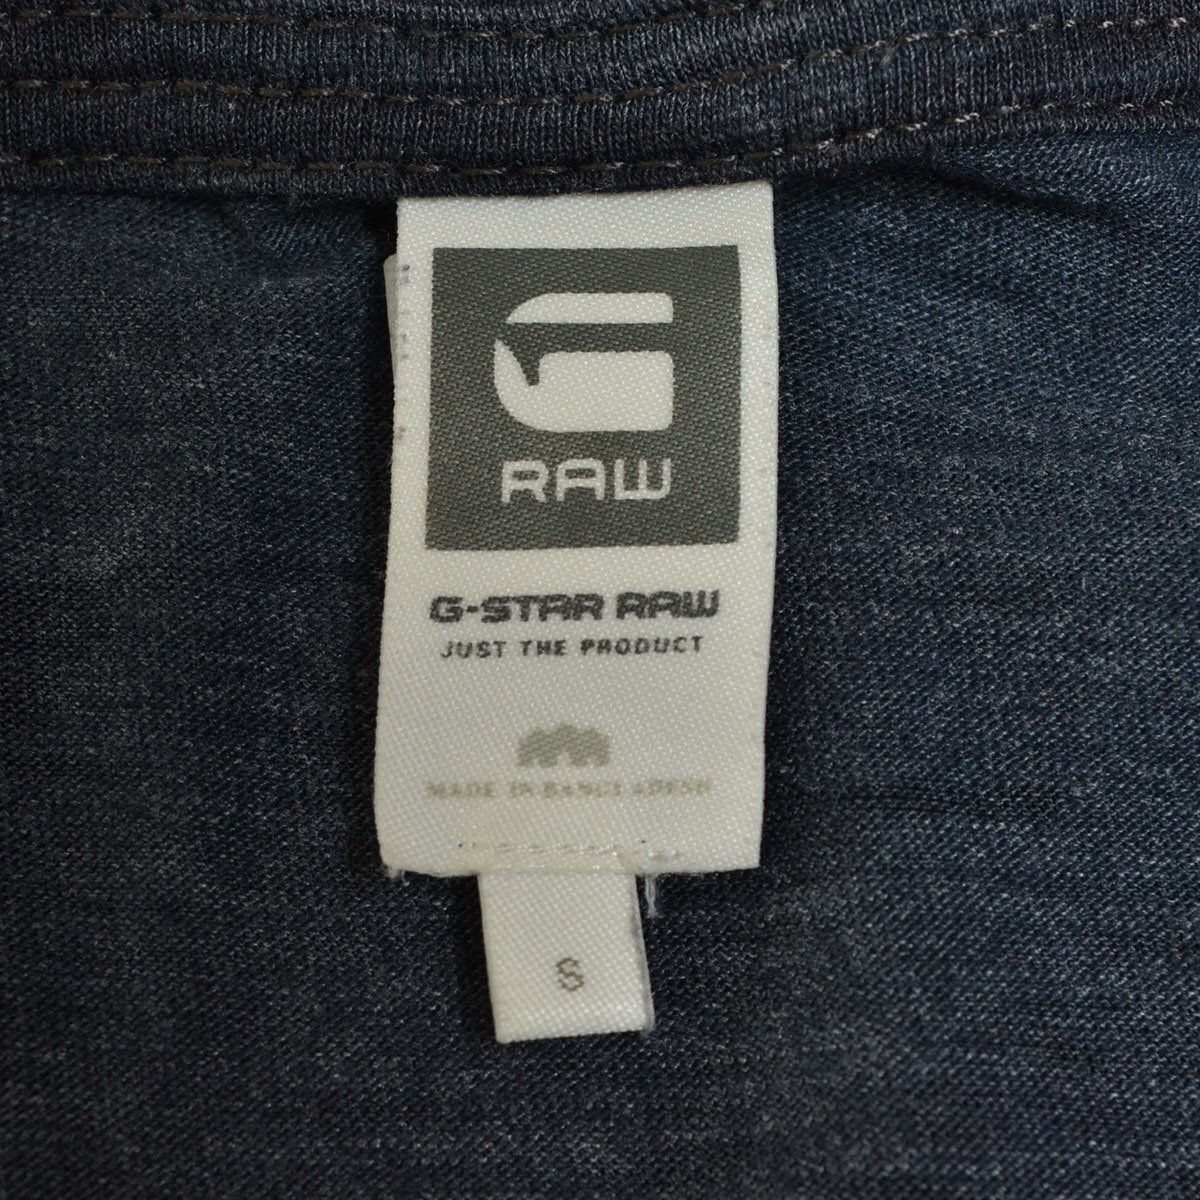 G
RAW
G-STAR RAW
JUST THE PRODUCT
MADE IN BANGLADESH
S